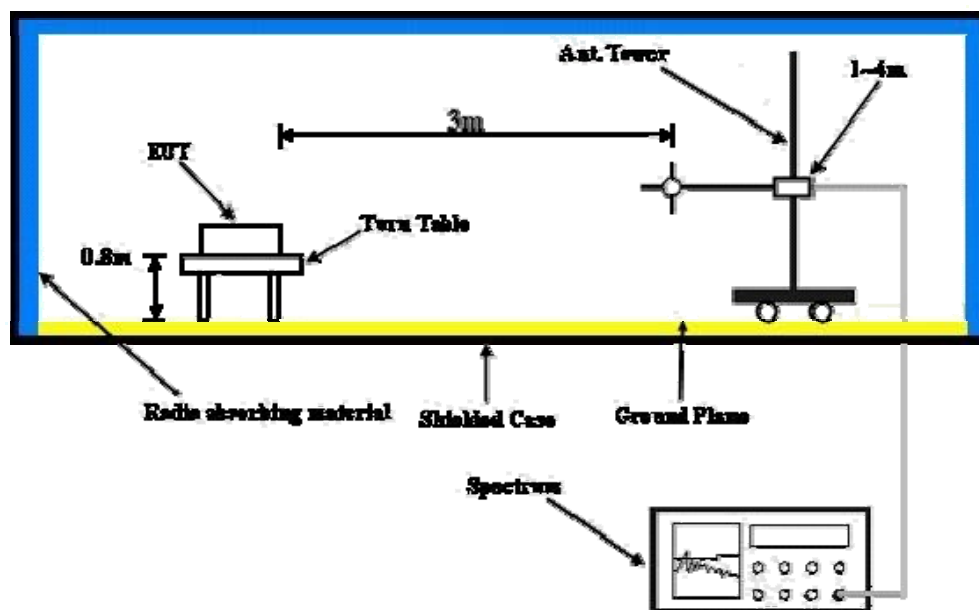 Ant. Tower
1~4m
3m
EUT
Turn Table
0.8m
Radio absorbing material
Shielded Case
Ground Plane
Spectrum